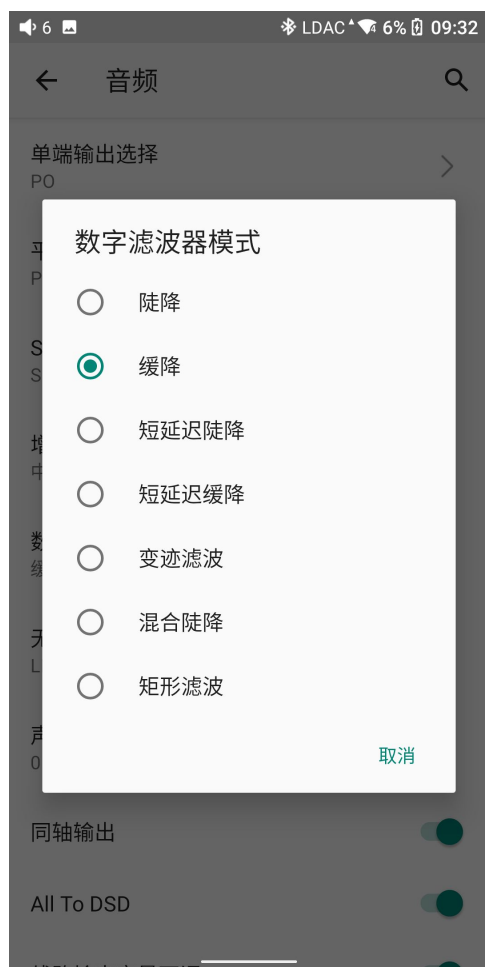 6 LDAC 6% 09:32
音频
单端输出选择
PO
数字滤波器模式
陡降
缓降
短延迟陡降
短延迟缓降
变迹滤波
混合陡降
矩形滤波
取消
同轴输出
All To DSD